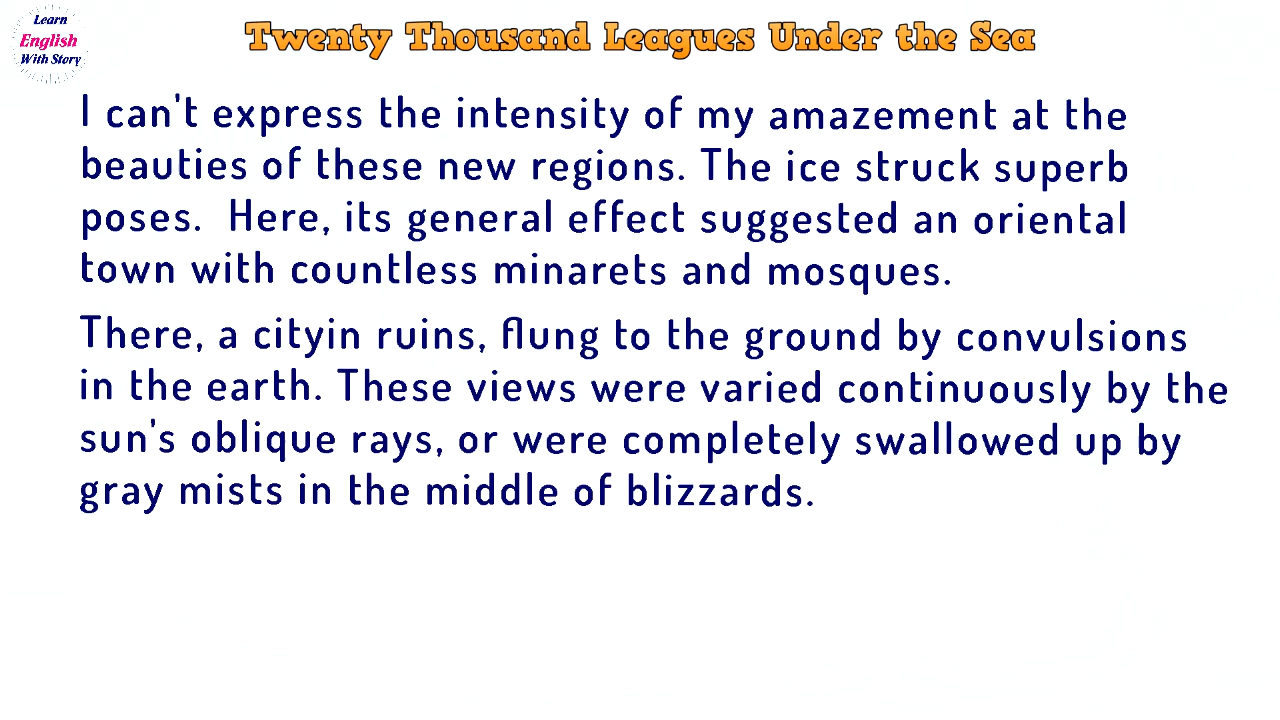 Learn
English
With Story
Twenty Thousand Leagues Under the Sea
I can't express the intensity of my amazement at the
beauties of these new regions. The ice struck superb
poses.  Here, its general effect suggested an oriental
town with countless minarets and mosques.
There, a cityin ruins, flung to the ground by convulsions
in the earth. These views were varied continuously by the
sun's oblique rays, or were completely swallowed up by
gray mists in the middle of blizzards.